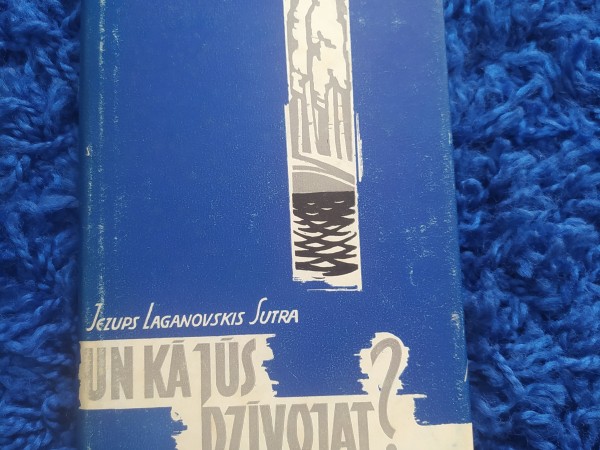 JEZUPS LAGANOVSKIS SUTRA
UN KĀ JŪS
DZĪVOJAT?